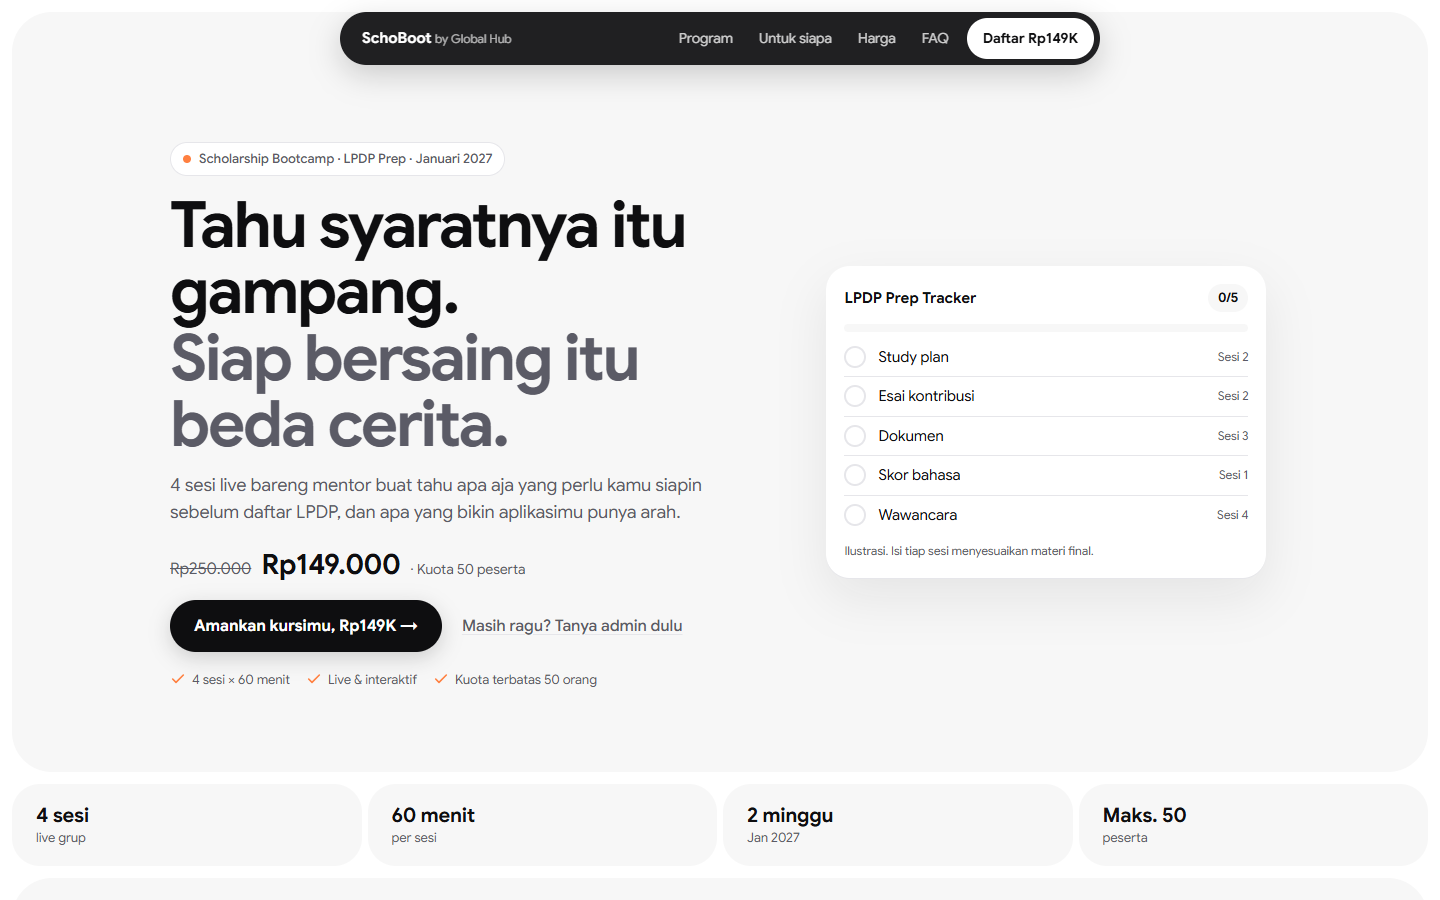 SchoBoot by Global Hub
Program
Untuk siapa
Harga
FAQ
Daftar Rp149K
Scholarship Bootcamp · LPDP Prep · Januari 2027
Tahu syaratnya itu
gampang.
Siap bersaing itu
beda cerita.
4 sesi live bareng mentor buat tahu apa aja yang perlu kamu siapin
sebelum daftar LPDP, dan apa yang bikin aplikasimu punya arah.
Rp250.000 Rp149.000 · Kuota 50 peserta
Amankan kursimu, Rp149K →
Masih ragu? Tanya admin dulu
4 sesi × 60 menit
Live & interaktif
Kuota terbatas 50 orang
LPDP Prep Tracker
0/5
Study plan
Sesi 2
Esai kontribusi
Sesi 2
Dokumen
Sesi 3
Skor bahasa
Sesi 1
Wawancara
Sesi 4
Ilustrasi. Isi tiap sesi menyesuaikan materi final.
4 sesi
live grup
60 menit
per sesi
2 minggu
Jan 2027
Maks. 50
peserta